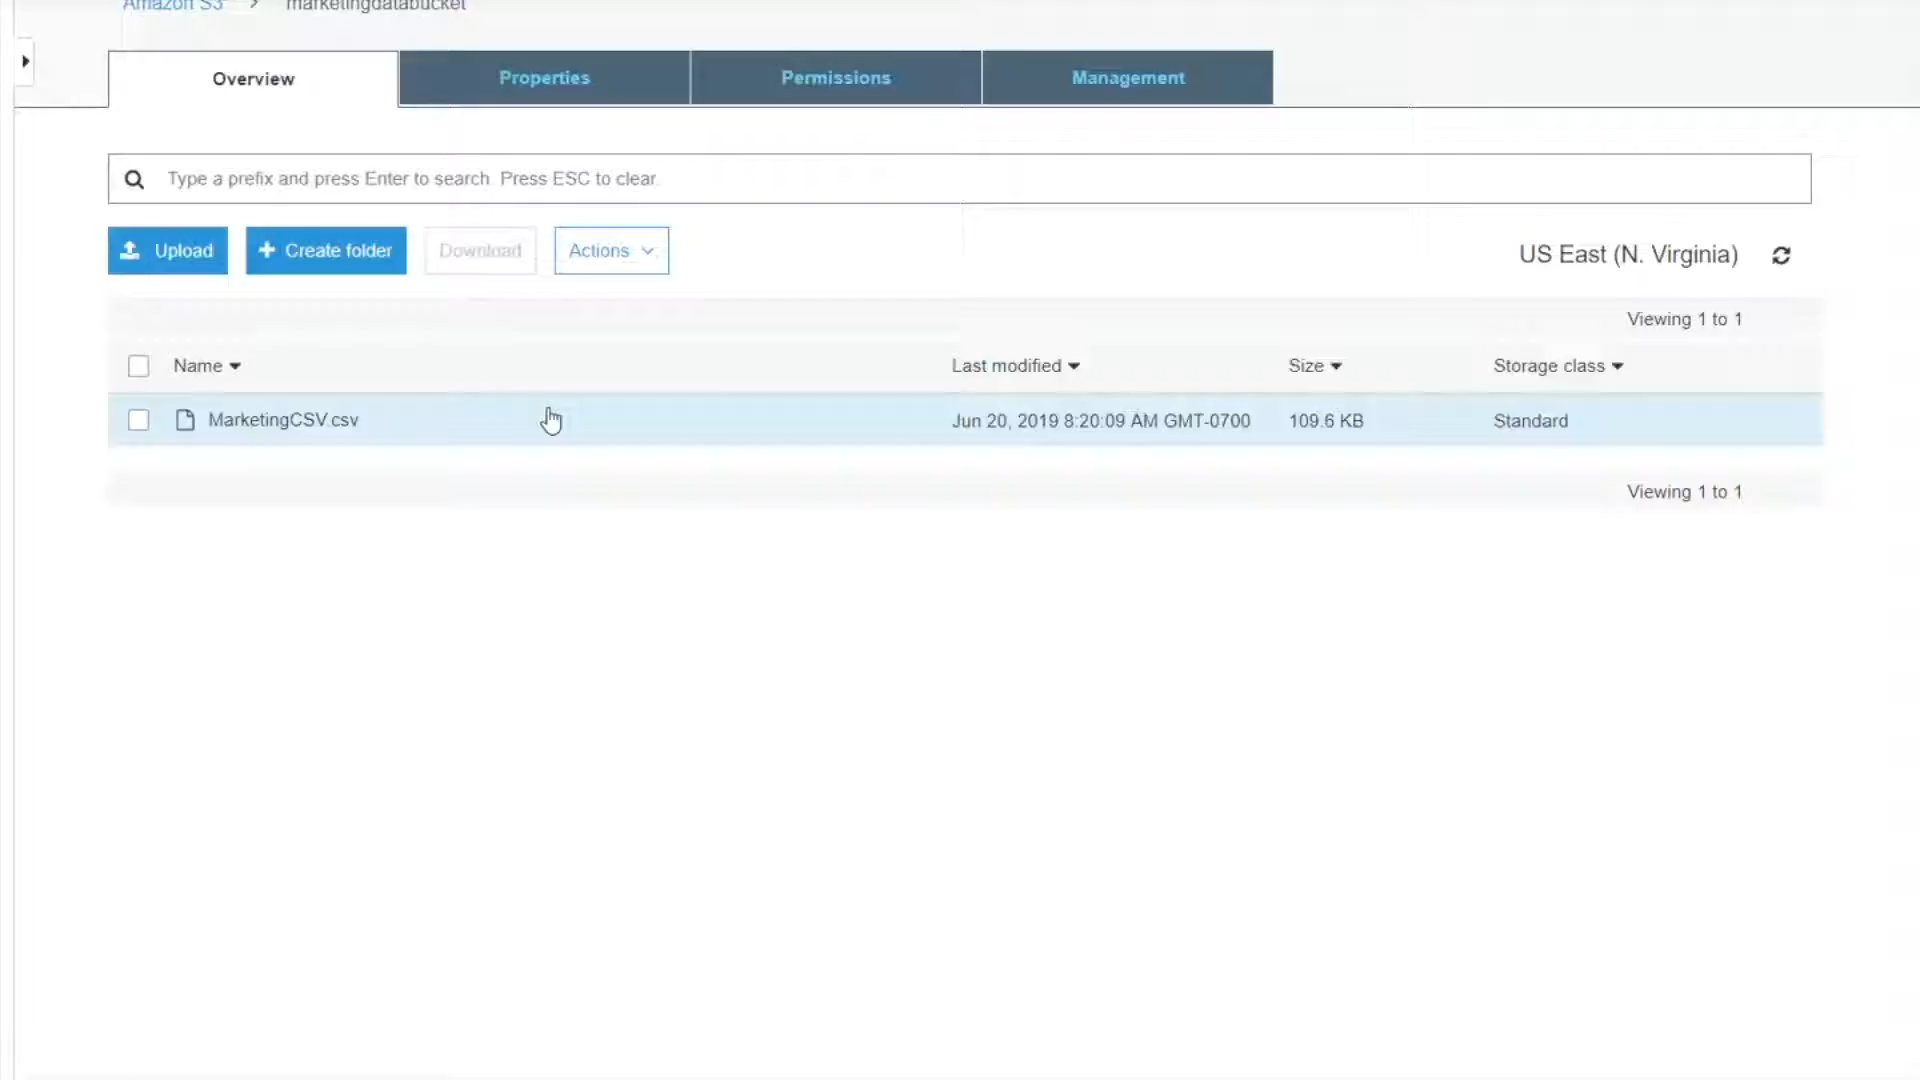 Amazon S3 > marketingdatabucket
Overview
Properties
Permissions
Management
Type a prefix and press Enter to search. Press ESC to clear.
Upload
Create folder
Download
Actions
US East (N. Virginia)
Viewing 1 to 1
Name
Last modified
Size
Storage class
MarketingCSV.csv
Jun 20, 2019 8:20:09 AM GMT-0700
109.6 KB
Standard
Viewing 1 to 1